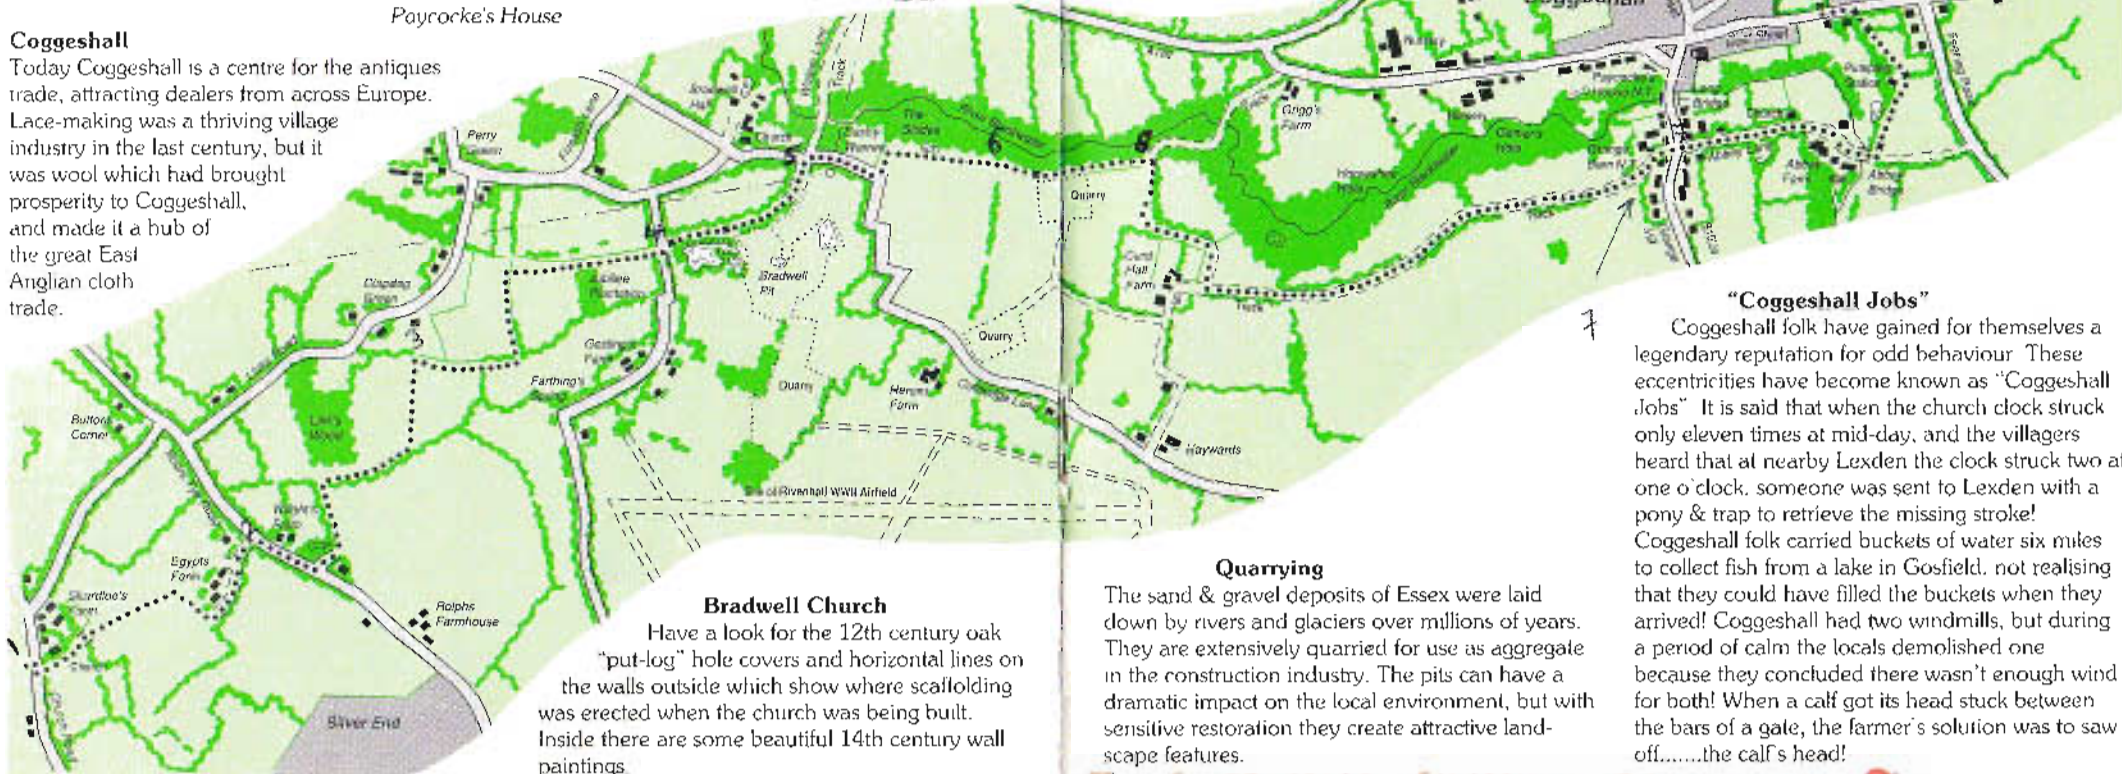 Paycocke's House
Coggeshall
Today Coggeshall is a centre for the antiques
trade, attracting dealers from across Europe.
Lace-making was a thriving village
industry in the last century, but it
was wool which had brought
prosperity to Coggeshall,
and made it a hub of
the great East
Anglian cloth
trade.
Perry
Green
Track
The
Slades
Grigg's
Farm
Quarry
Bradwell
Pit
Quarry
Quarry
Farthing's
Herons
Farm
Haywards
Site of Rivenhall WWII Airfield
Egypts
Farm
Rolphs
Farmhouse
Silver End
Track
Track
Hall
Farm
7
Bradwell Church
Have a look for the 12th century oak
"put-log" hole covers and horizontal lines on
the walls outside which show where scaffolding
was erected when the church was being built.
Inside there are some beautiful 14th century wall
paintings
Quarrying
The sand & gravel deposits of Essex were laid
down by rivers and glaciers over millions of years.
They are extensively quarried for use as aggregate
in the construction industry. The pits can have a
dramatic impact on the local environment, but with
sensitive restoration they create attractive land-
scape features.
"Coggeshall Jobs"
Coggeshall folk have gained for themselves a
legendary reputation for odd behaviour These
eccentricities have become known as "Coggeshall
Jobs" It is said that when the church clock struck
only eleven times at mid-day, and the villagers
heard that at nearby Lexden the clock struck two at
one o'clock, someone was sent to Lexden with a
pony & trap to retrieve the missing stroke!
Coggeshall folk carried buckets of water six miles
to collect fish from a lake in Gosfield, not realising
that they could have filled the buckets when they
arrived! Coggeshall had two windmills, but during
a period of calm the locals demolished one
because they concluded there wasn't enough wind
for both! When a calf got its head stuck between
the bars of a gate, the farmer's solution was to saw
off.......the calf's head!